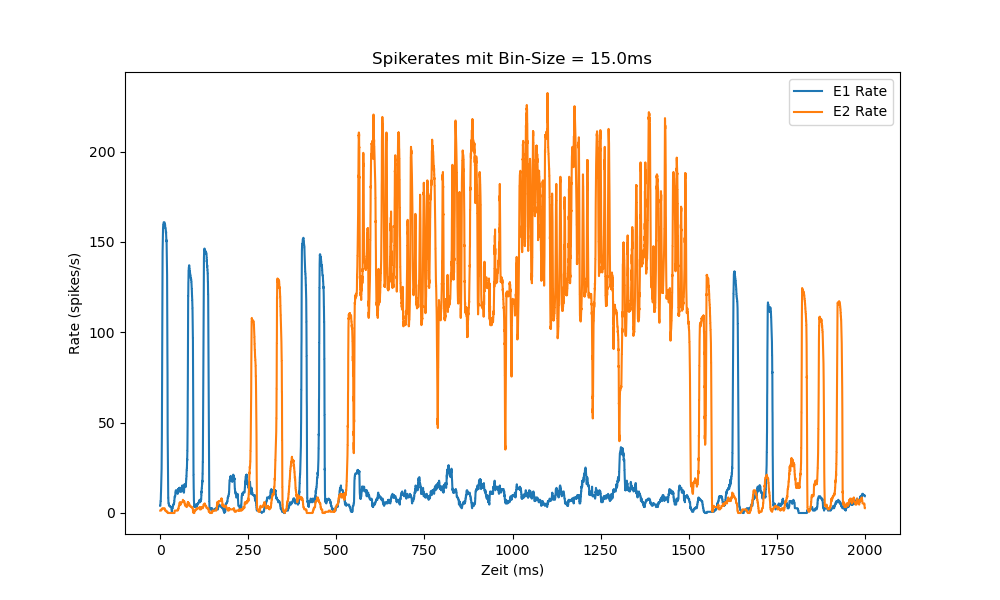 Spikerates mit Bin-Size = 15.0ms
E1 Rate
E2 Rate
Rate (spikes/s)
200
150
100
50
0
0 250 500 750 1000 1250 1500 1750 2000
Zeit (ms)